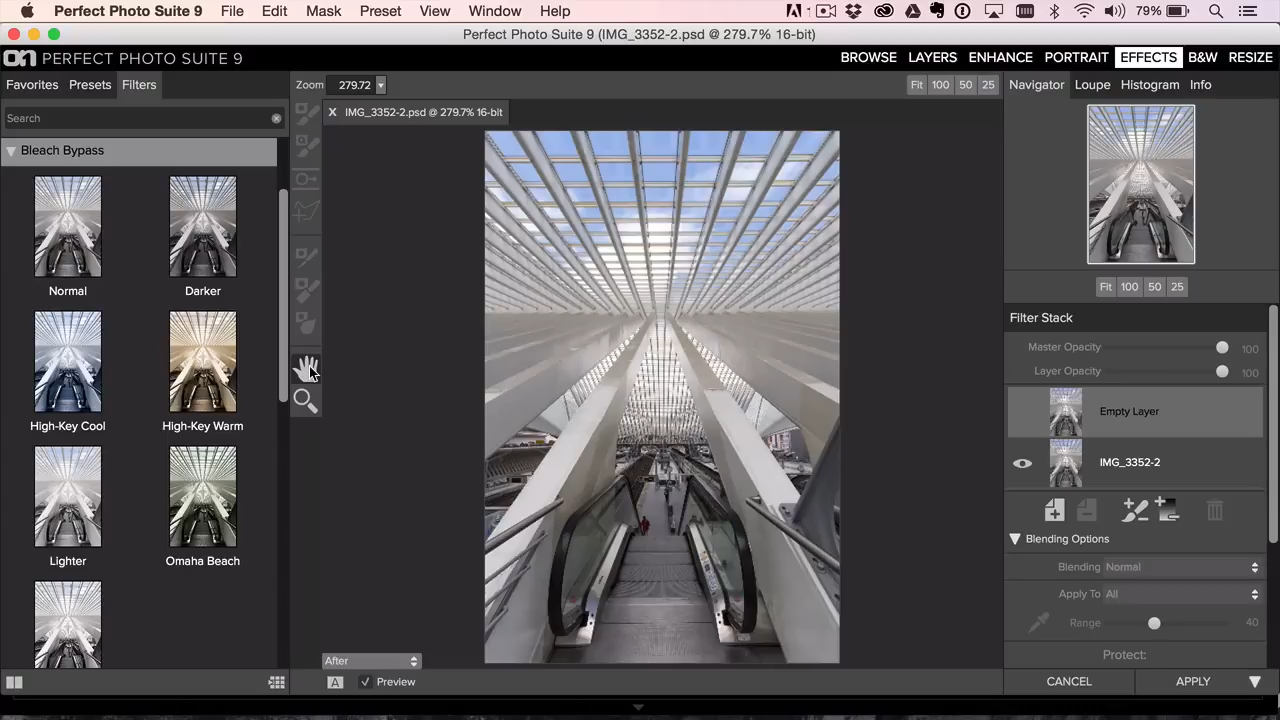 Perfect Photo Suite 9 File Edit Mask Preset View Window Help 79%
Perfect Photo Suite 9 (IMG_3352-2.psd @ 279.7% 16-bit)
on PERFECT PHOTO SUITE 9 BROWSE LAYERS ENHANCE PORTRAIT EFFECTS B&W RESIZE
Favorites Presets Filters Zoom 279.72 Fit 100 50 25 Navigator Loupe Histogram Info
Search X IMG_3352-2.psd @ 279.7% 16-bit
Bleach Bypass
Normal Darker
Fit 100 50 25
Filter Stack
Master Opacity 100
Layer Opacity 100
High-Key Cool High-Key Warm
Empty Layer
IMG_3352-2
Blending Options
Lighter Omaha Beach
Blending Normal
Apply To All
Range 40
Protect:
After
A Preview
CANCEL APPLY